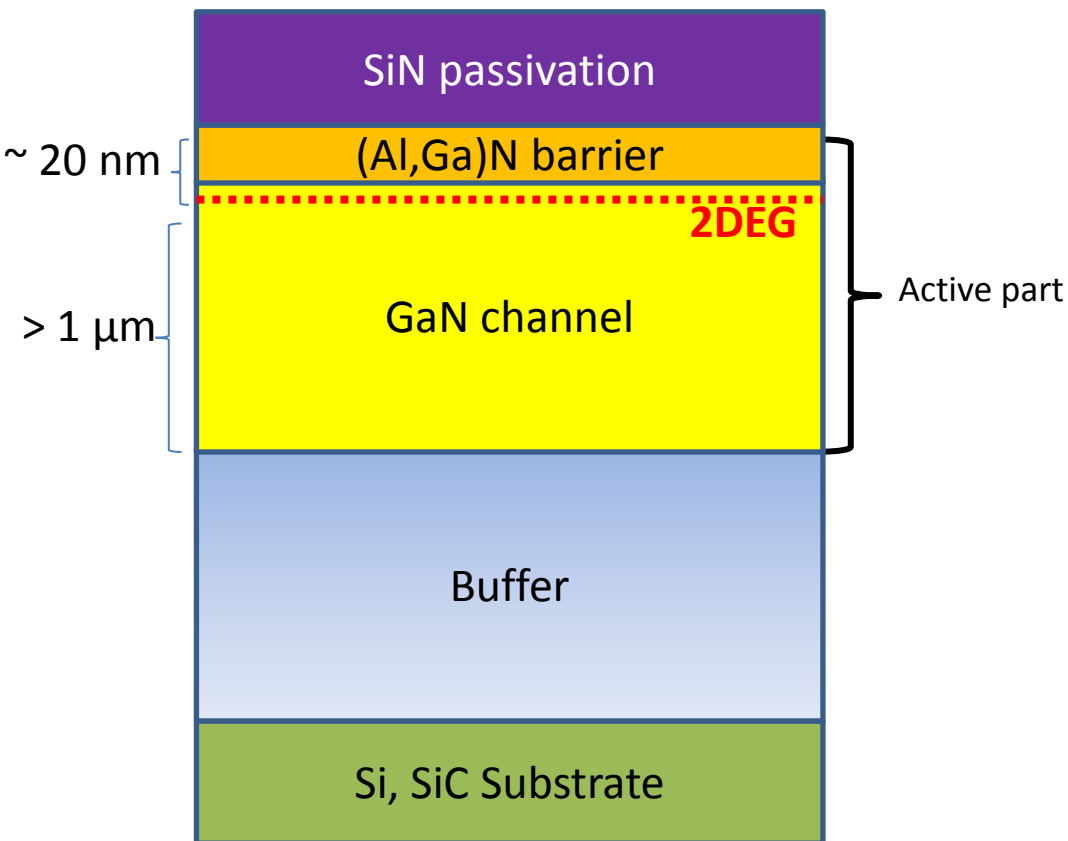 SiN passivation
~ 20 nm
(Al,Ga)N barrier
2DEG
Active part
> 1 μm
GaN channel
Buffer
Si, SiC Substrate